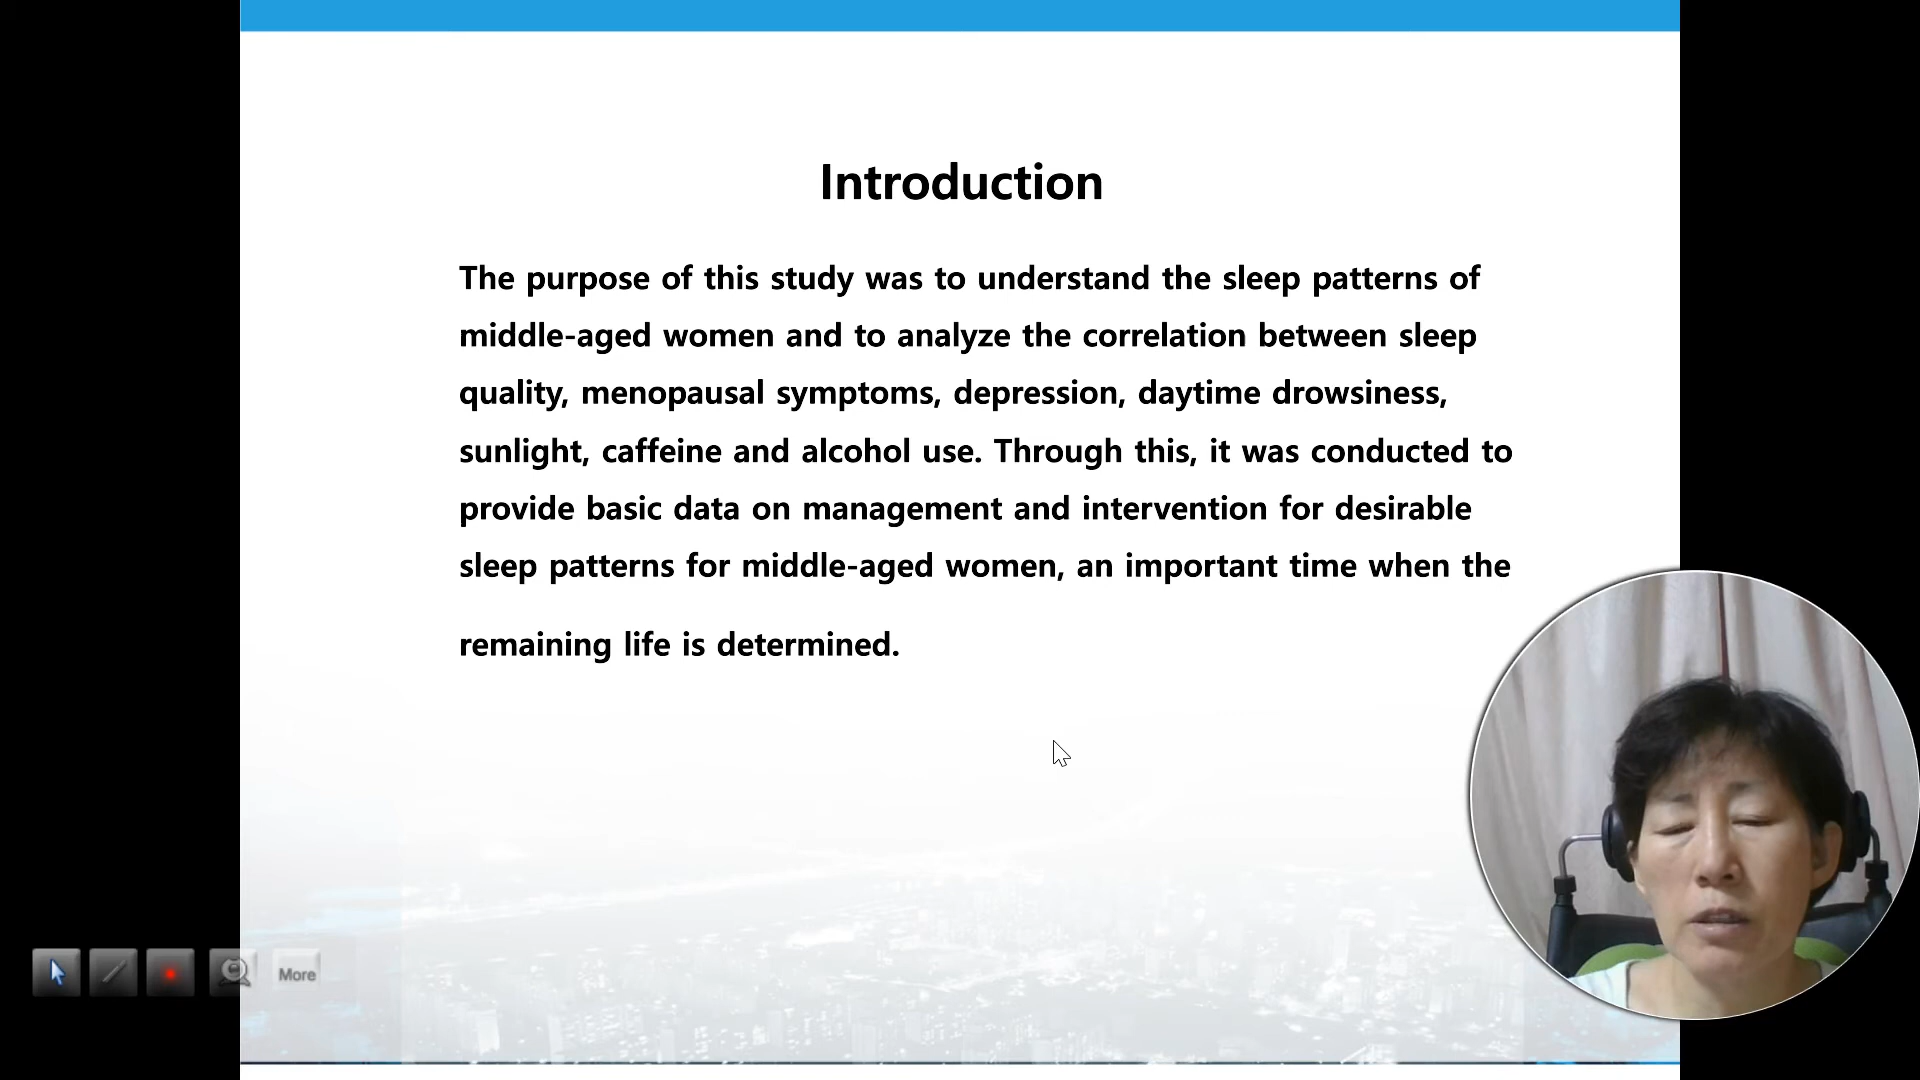 Introduction
The purpose of this study was to understand the sleep patterns of
middle-aged women and to analyze the correlation between sleep
quality, menopausal symptoms, depression, daytime drowsiness,
sunlight, caffeine and alcohol use. Through this, it was conducted to
provide basic data on management and intervention for desirable
sleep patterns for middle-aged women, an important time when the
remaining life is determined.
More